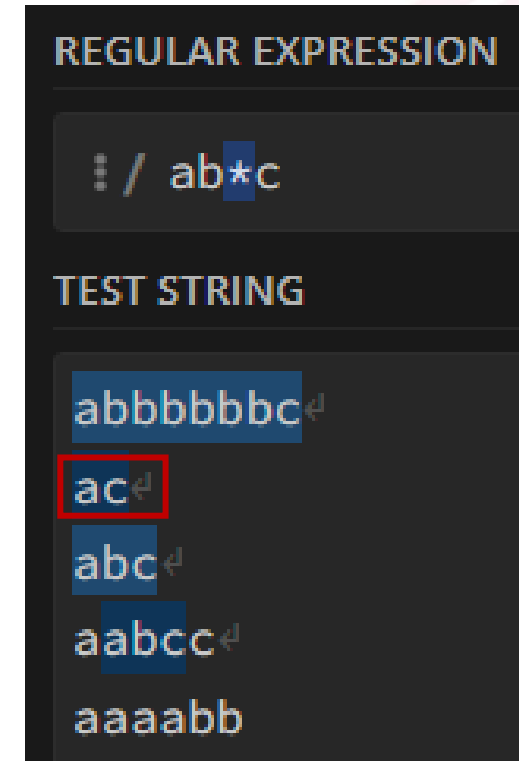 REGULAR EXPRESSION
⁝/ ab*c
TEST STRING
abbbbbbc↵
ac↵
abc↵
aabcc↵
aaaabb